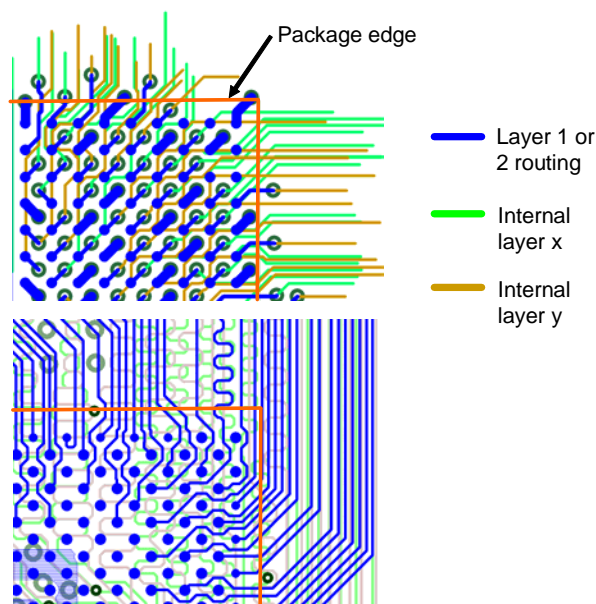 Package edge
Layer 1 or
2 routing
Internal
layer x
Internal
layer y